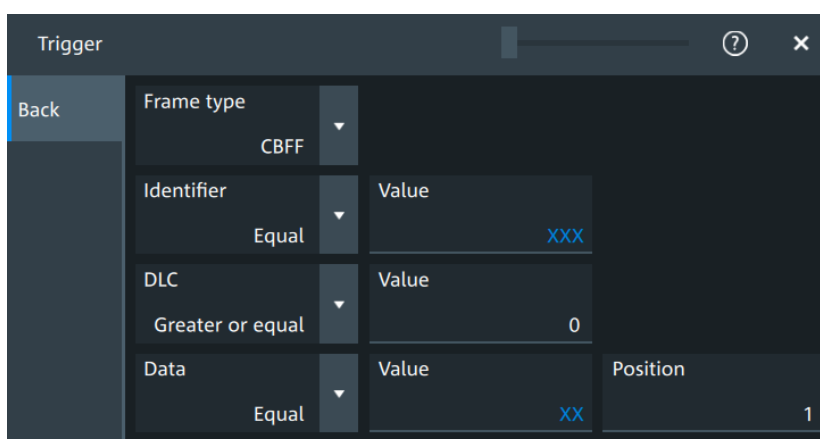 Trigger
?
×
Back
Frame type
CBFF
Identifier
Value
Equal
XXX
DLC
Value
Greater or equal
0
Data
Value
Position
Equal
XX
1